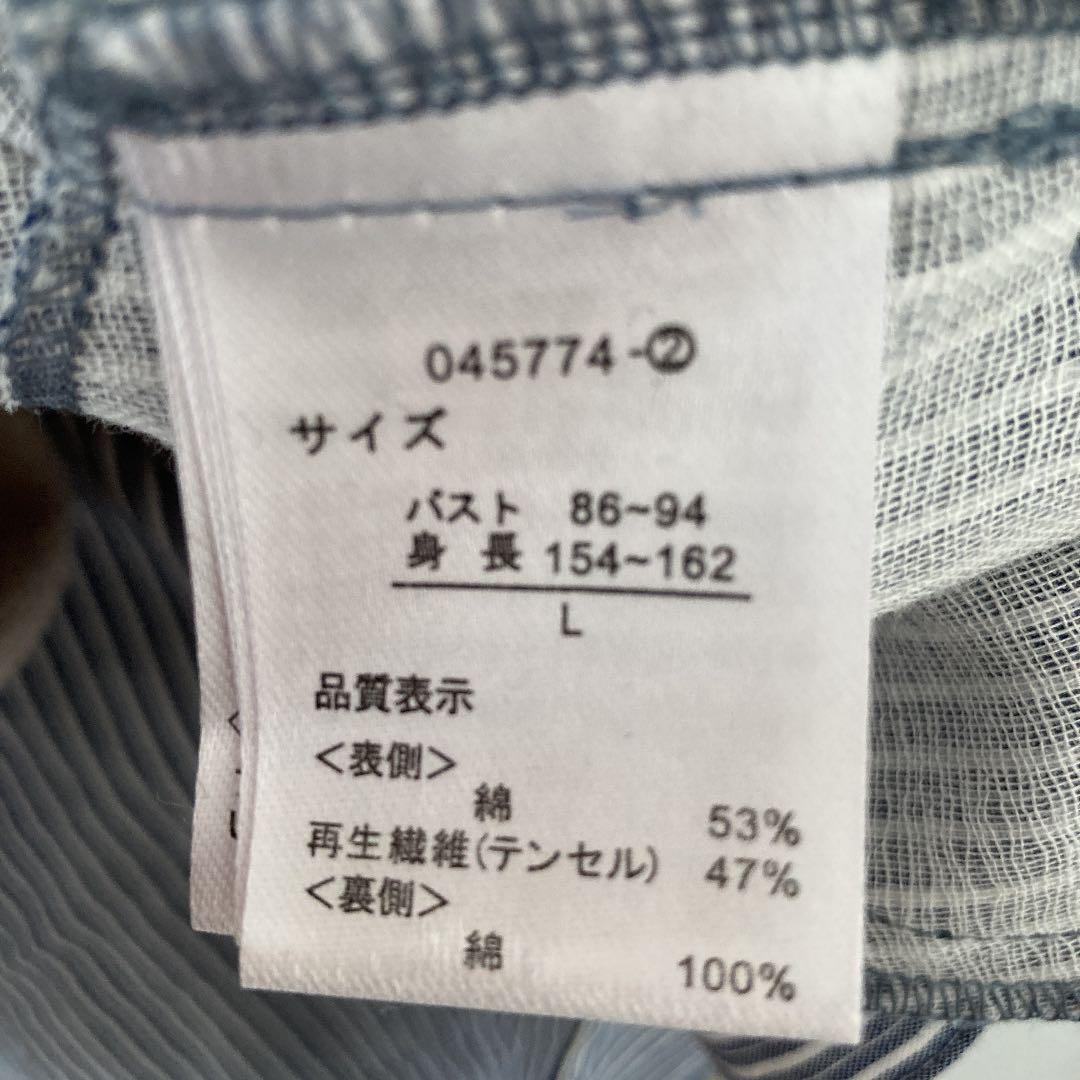 045774-②
サイズ
バスト 86~94
身長 154~162
L
品質表示
<表側>
綿 53%
再生繊維(テンセル) 47%
<裏側>
綿 100%